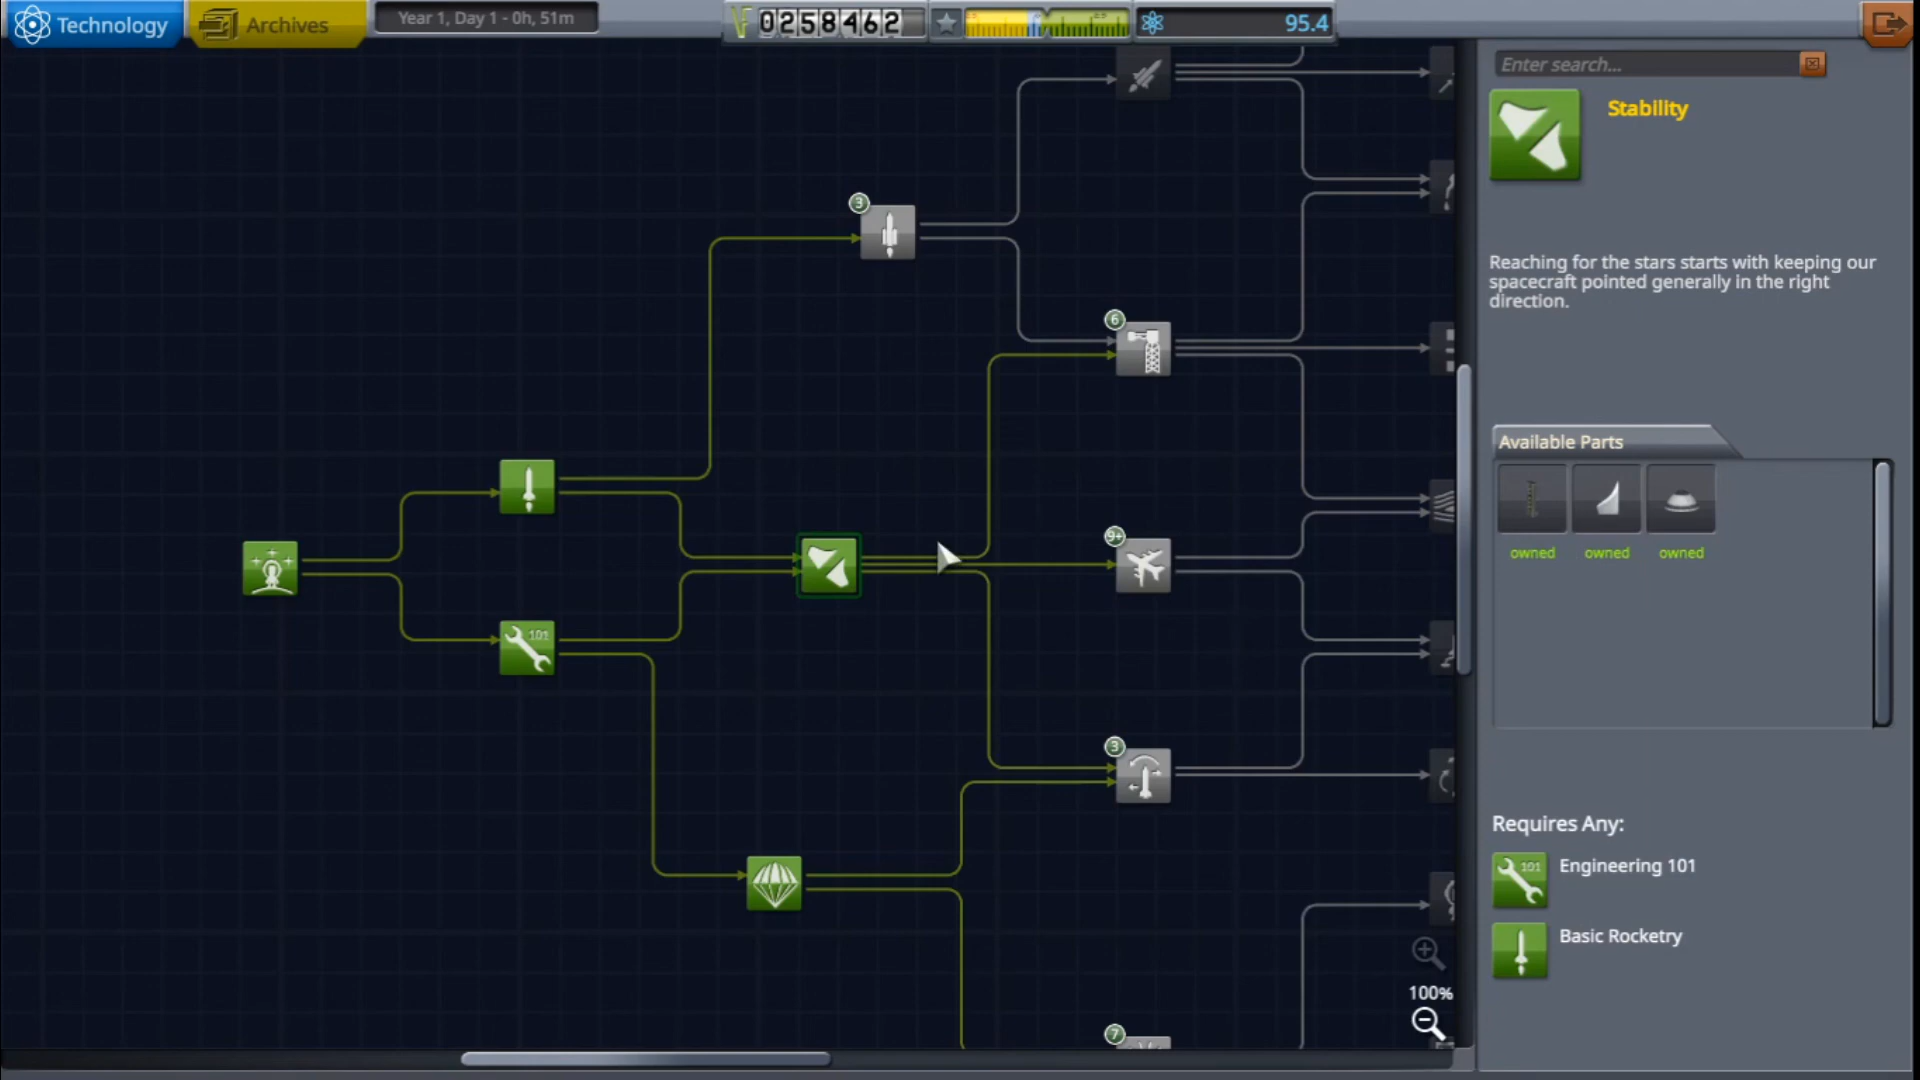 Technology
Archives
Year 1, Day 1 - 0h, 51m
0258462
95.4
Enter search...
Stability
Reaching for the stars starts with keeping our
spacecraft pointed generally in the right
direction.
Available Parts
owned owned owned
Requires Any:
101
Engineering 101
Basic Rocketry
3
6
9+
101
3
7
100%